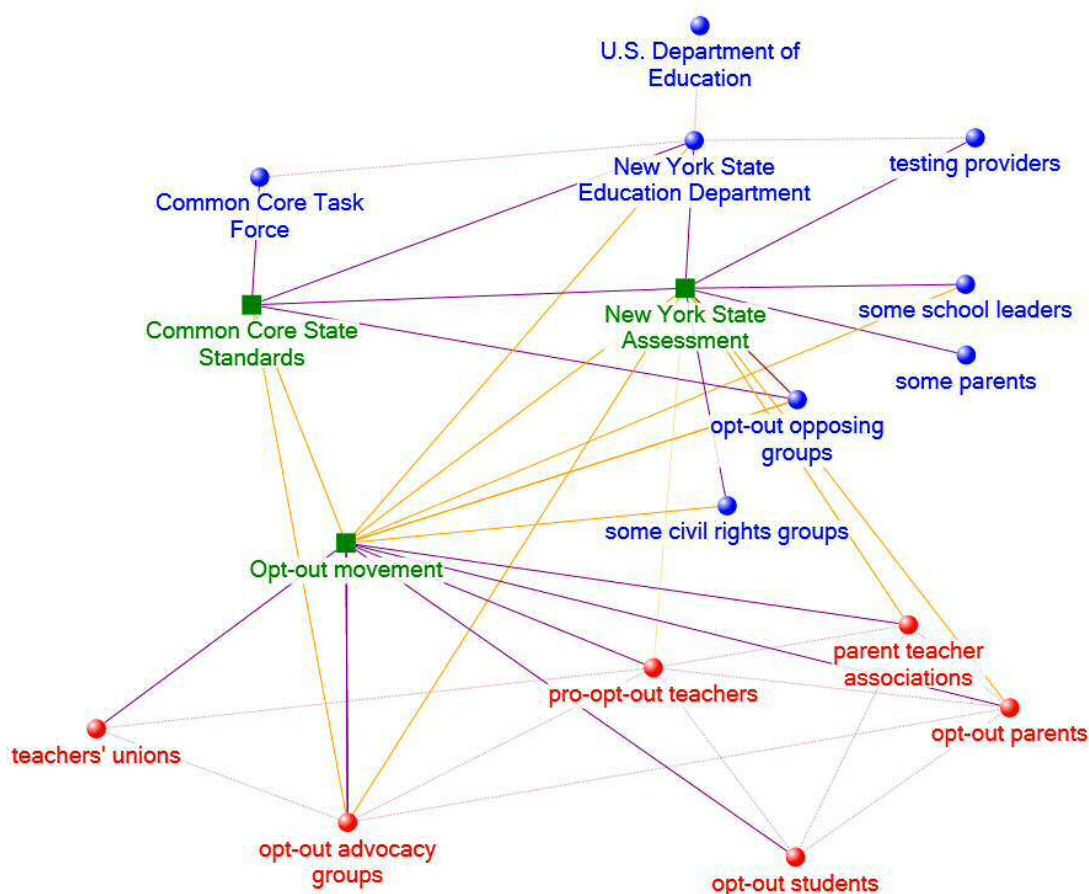 U.S. Department of
Education
New York State
Education Department
testing providers
Common Core Task
Force
some school leaders
Common Core State
Standards
New York State
Assessment
some parents
opt-out opposing
groups
some civil rights groups
Opt-out movement
parent teacher
associations
pro-opt-out teachers
opt-out parents
teachers' unions
opt-out advocacy
groups
opt-out students